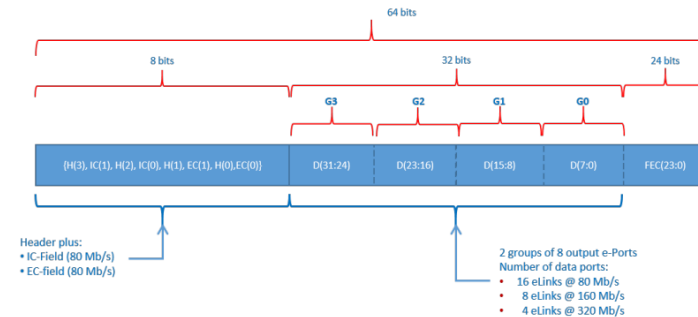 64 bits
8 bits
32 bits
24 bits
G3
G2
G1
G0
{H(3), IC(1), H(2), IC(0), H(1), EC(1), H(0),EC(0)}
D(31:24)
D(23:16)
D(15:8)
D(7:0)
FEC(23:0)
Header plus:
• IC-Field (80 Mb/s)
• EC-field (80 Mb/s)
2 groups of 8 output e-Ports
Number of data ports:
• 16 eLinks @ 80 Mb/s
• 8 eLinks @ 160 Mb/s
• 4 eLinks @ 320 Mb/s